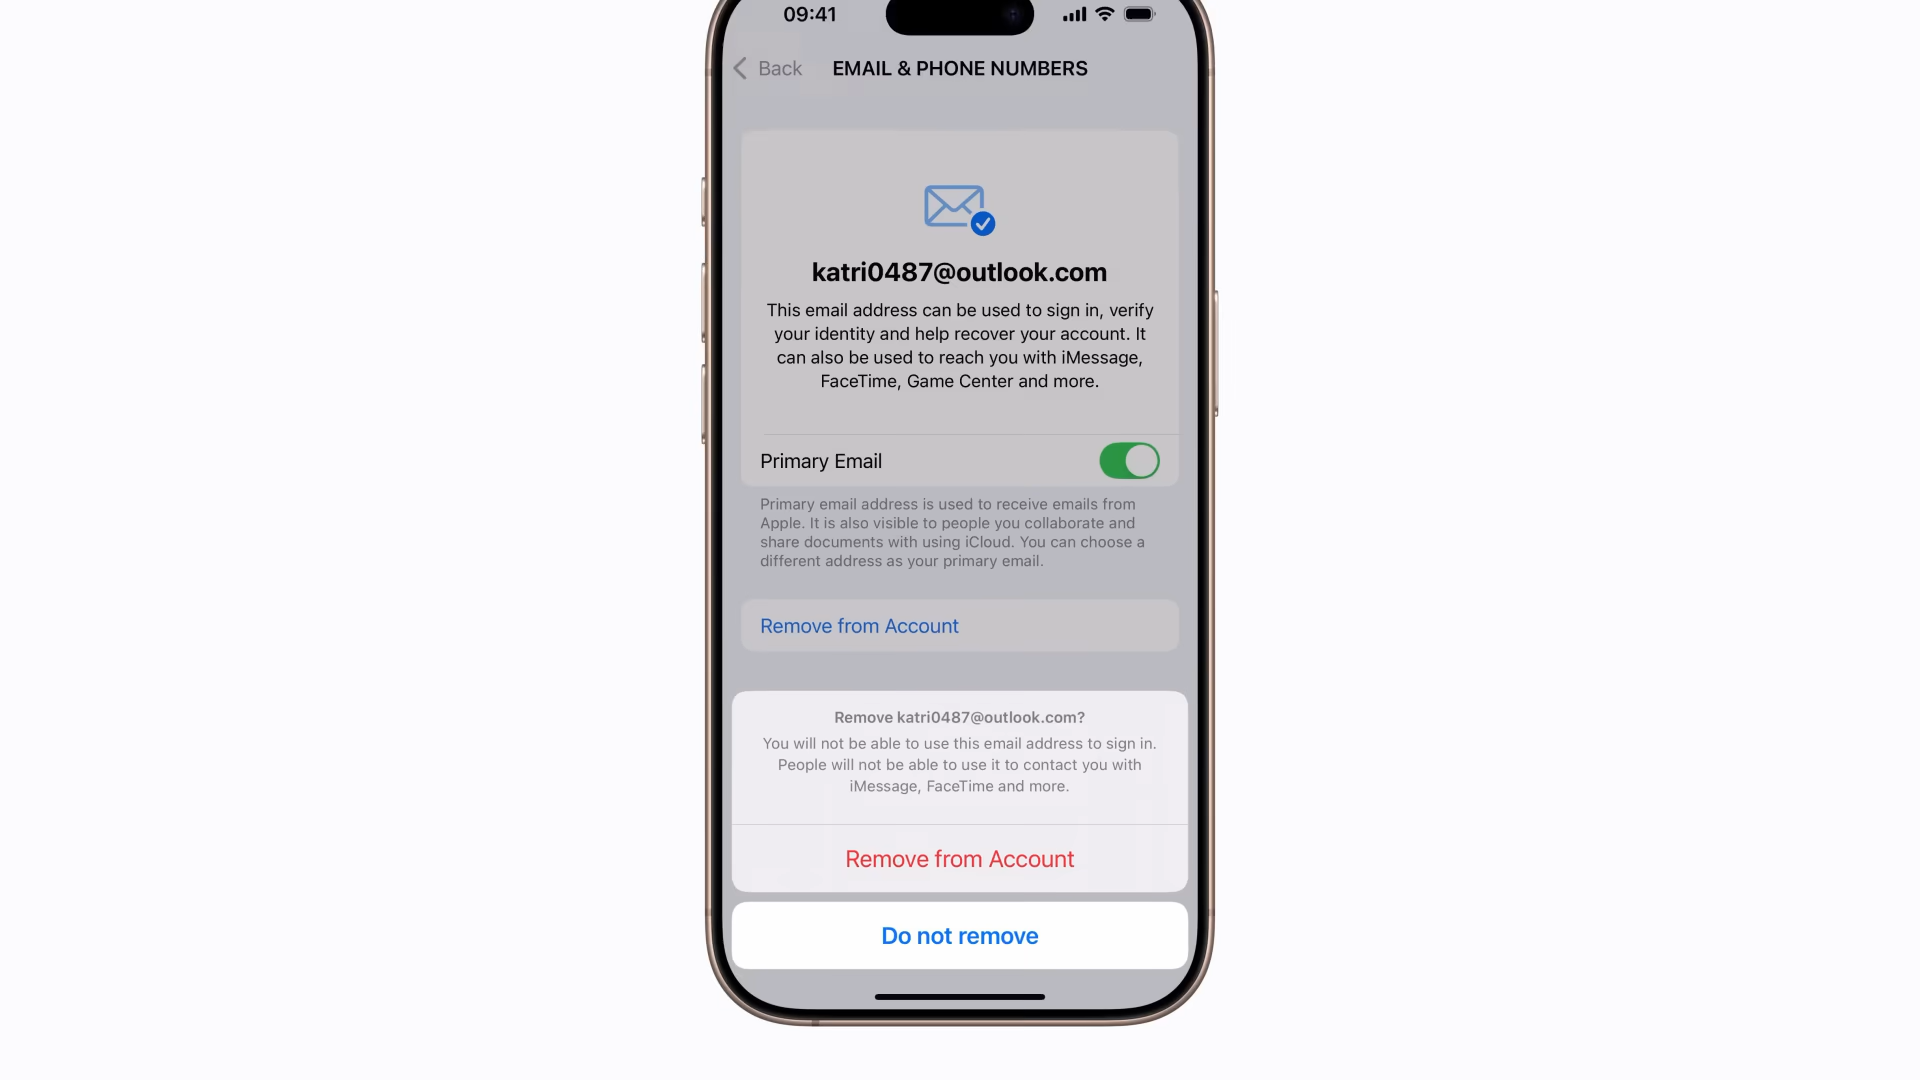 09:41
Back
EMAIL & PHONE NUMBERS
katri0487@outlook.com
This email address can be used to sign in, verify
your identity and help recover your account. It
can also be used to reach you with iMessage,
FaceTime, Game Center and more.
Primary Email
Primary email address is used to receive emails from
Apple. It is also visible to people you collaborate and
share documents with using iCloud. You can choose a
different address as your primary email.
Remove from Account
Remove katri0487@outlook.com?
You will not be able to use this email address to sign in.
People will not be able to use it to contact you with
iMessage, FaceTime and more.
Remove from Account
Do not remove